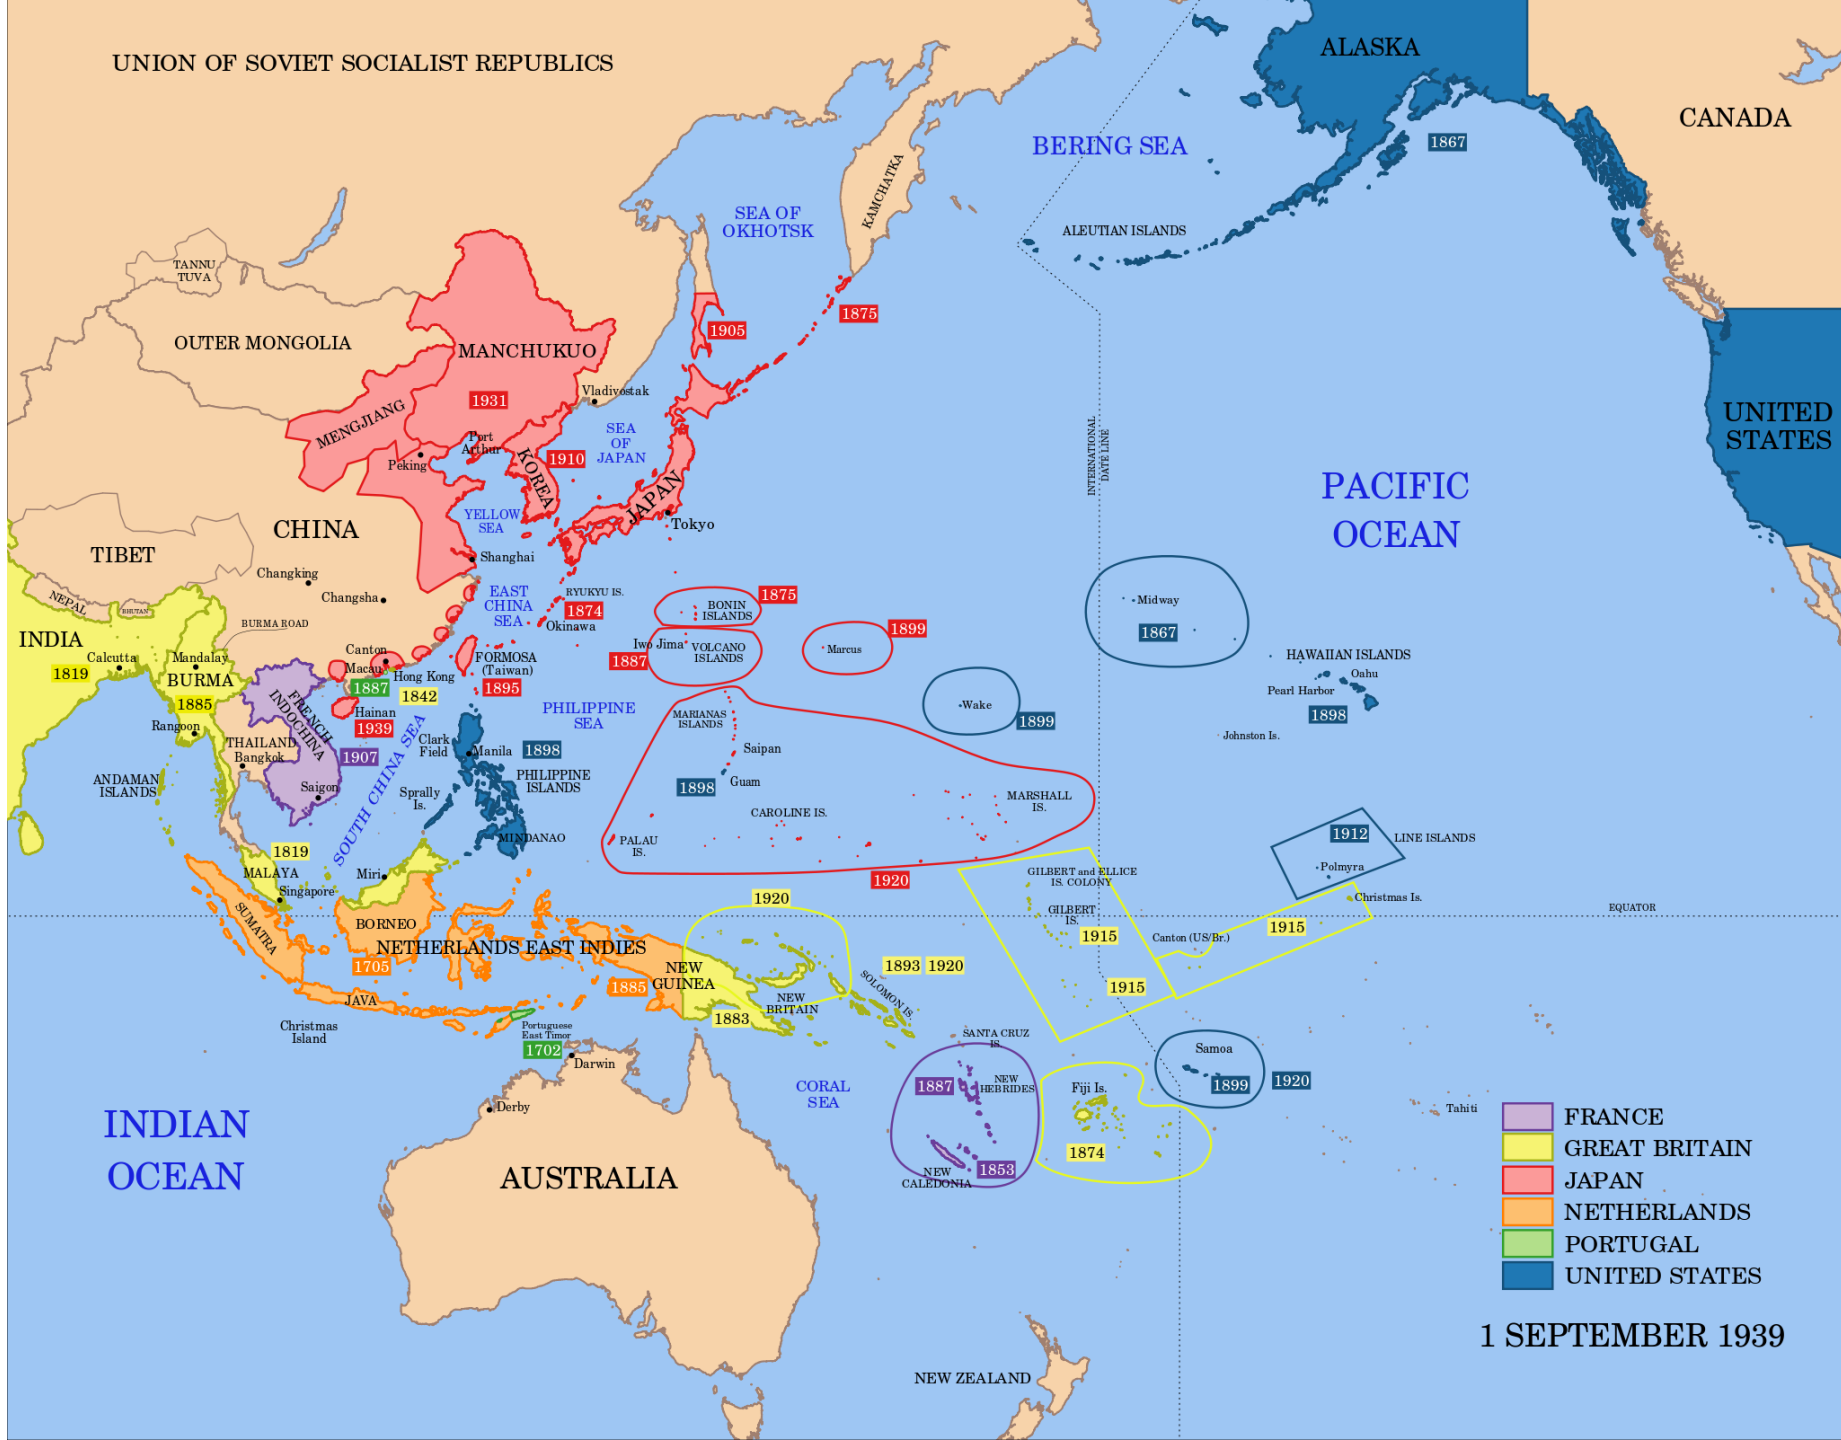 UNION OF SOVIET SOCIALIST REPUBLICS
ALASKA
CANADA
1867
BERING SEA
KAMCHATKA
SEA OF
OKHOTSK
ALEUTIAN ISLANDS
TANNU
TUVA
OUTER MONGOLIA
1875
1905
MANCHUKUO
1931
Vladivostak
MENGJIANG
Port
Arthur
Peking
KOREA
1910
SEA
OF
JAPAN
JAPAN
Tokyo
INTERNATIONAL
DATE LINE
UNITED
STATES
PACIFIC
OCEAN
YELLOW
SEA
CHINA
TIBET
Shanghai
Changking
Changsha
NEPAL
BHUTAN
BURMA ROAD
INDIA
Calcutta
1819
Mandalay
BURMA
1885
Rangoon
EAST
CHINA
SEA
RYUKYU IS.
1874
Okinawa
BONIN
ISLANDS
1875
Iwo Jima
VOLCANO
ISLANDS
1887
Marcus
1899
Midway
1867
HAWAIIAN ISLANDS
Oahu
Pearl Harbor
1898
Johnston Is.
Wake
1899
Canton
Macau
1887
Hong Kong
1842
FORMOSA
(Taiwan)
1895
Hainan
1939
FRENCH
INDOCHINA
1907
THAILAND
Bangkok
Saigon
ANDAMAN
ISLANDS
SOUTH CHINA SEA
PHILIPPINE
SEA
Clark
Field
Manila
1898
PHILIPPINE
ISLANDS
Sprally
Is.
MINDANAO
MARIANAS
ISLANDS
Saipan
1898
Guam
CAROLINE IS.
MARSHALL
IS.
PALAU
IS.
1920
1912
LINE ISLANDS
Polmyra
Christmas Is.
EQUATOR
1819
MALAYA
Singapore
Miri
SUMATRA
BORNEO
NETHERLANDS EAST INDIES
1705
JAVA
1885
NEW
GUINEA
1883
1920
NEW
BRITAIN
1893
1920
SOLOMON IS.
GILBERT and ELLICE
IS. COLONY
GILBERT
IS.
1915
Canton (US/Br.)
1915
1915
Christmas
Island
Portuguese
East Timor
1702
Darwin
Derby
SANTA CRUZ
IS.
1887
NEW
HEBRIDES
NEW
CALEDONIA
1853
CORAL
SEA
Fiji Is.
1874
Samoa
1899
1920
Tahiti
INDIAN
OCEAN
AUSTRALIA
NEW ZEALAND
FRANCE
GREAT BRITAIN
JAPAN
NETHERLANDS
PORTUGAL
UNITED STATES
1 SEPTEMBER 1939